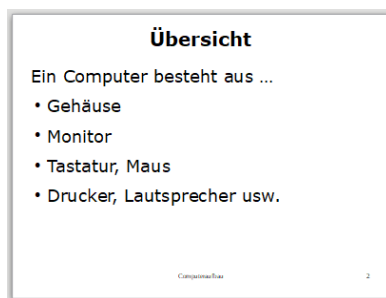 Übersicht
Ein Computer besteht aus ...
• Gehäuse
• Monitor
• Tastatur, Maus
• Drucker, Lautsprecher usw.
Computeraufbau 2